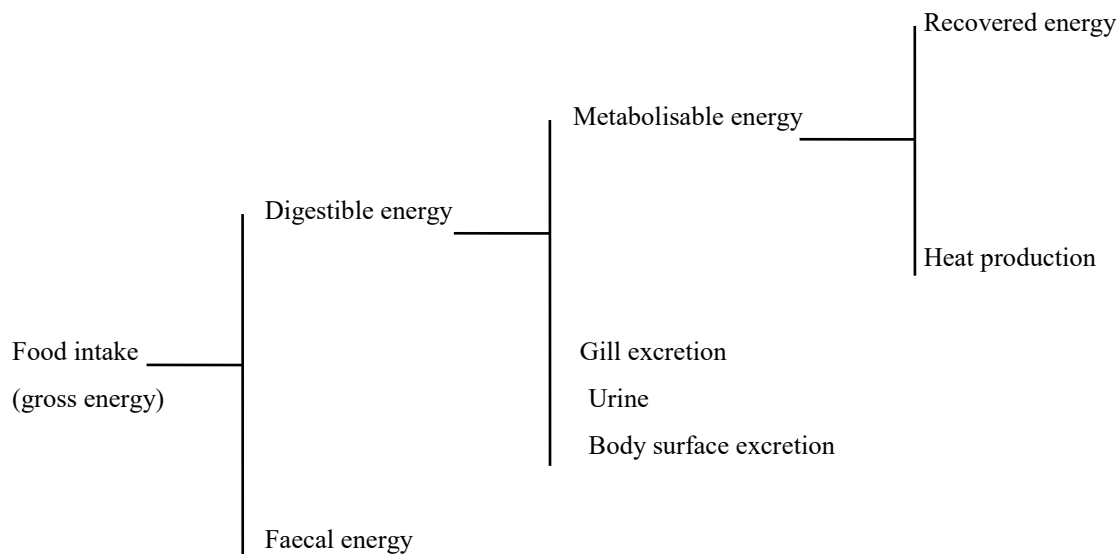 Recovered energy
Metabolisable energy
Digestible energy
Heat production
Food intake
(gross energy)
Gill excretion
Urine
Body surface excretion
Faecal energy